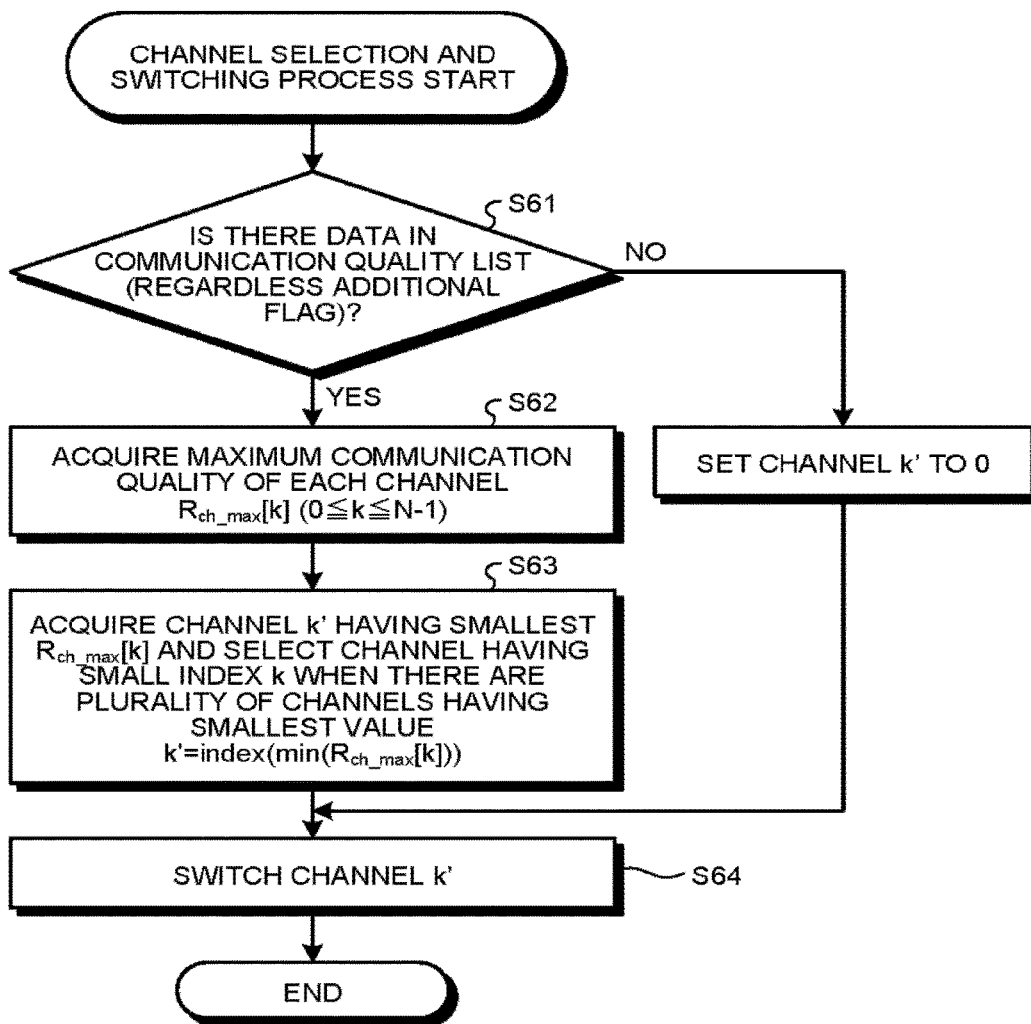 CHANNEL SELECTION AND
SWITCHING PROCESS START
S61
IS THERE DATA IN
COMMUNICATION QUALITY LIST
(REGARDLESS ADDITIONAL
FLAG)?
NO
YES
S62
ACQUIRE MAXIMUM COMMUNICATION
QUALITY OF EACH CHANNEL
Rch_max[k] (0≦k≦N-1)
SET CHANNEL k' TO 0
S63
ACQUIRE CHANNEL k' HAVING SMALLEST
Rch_max[k] AND SELECT CHANNEL HAVING
SMALL INDEX k WHEN THERE ARE
PLURALITY OF CHANNELS HAVING
SMALLEST VALUE
k'=index(min(Rch_max[k]))
SWITCH CHANNEL k'
S64
END